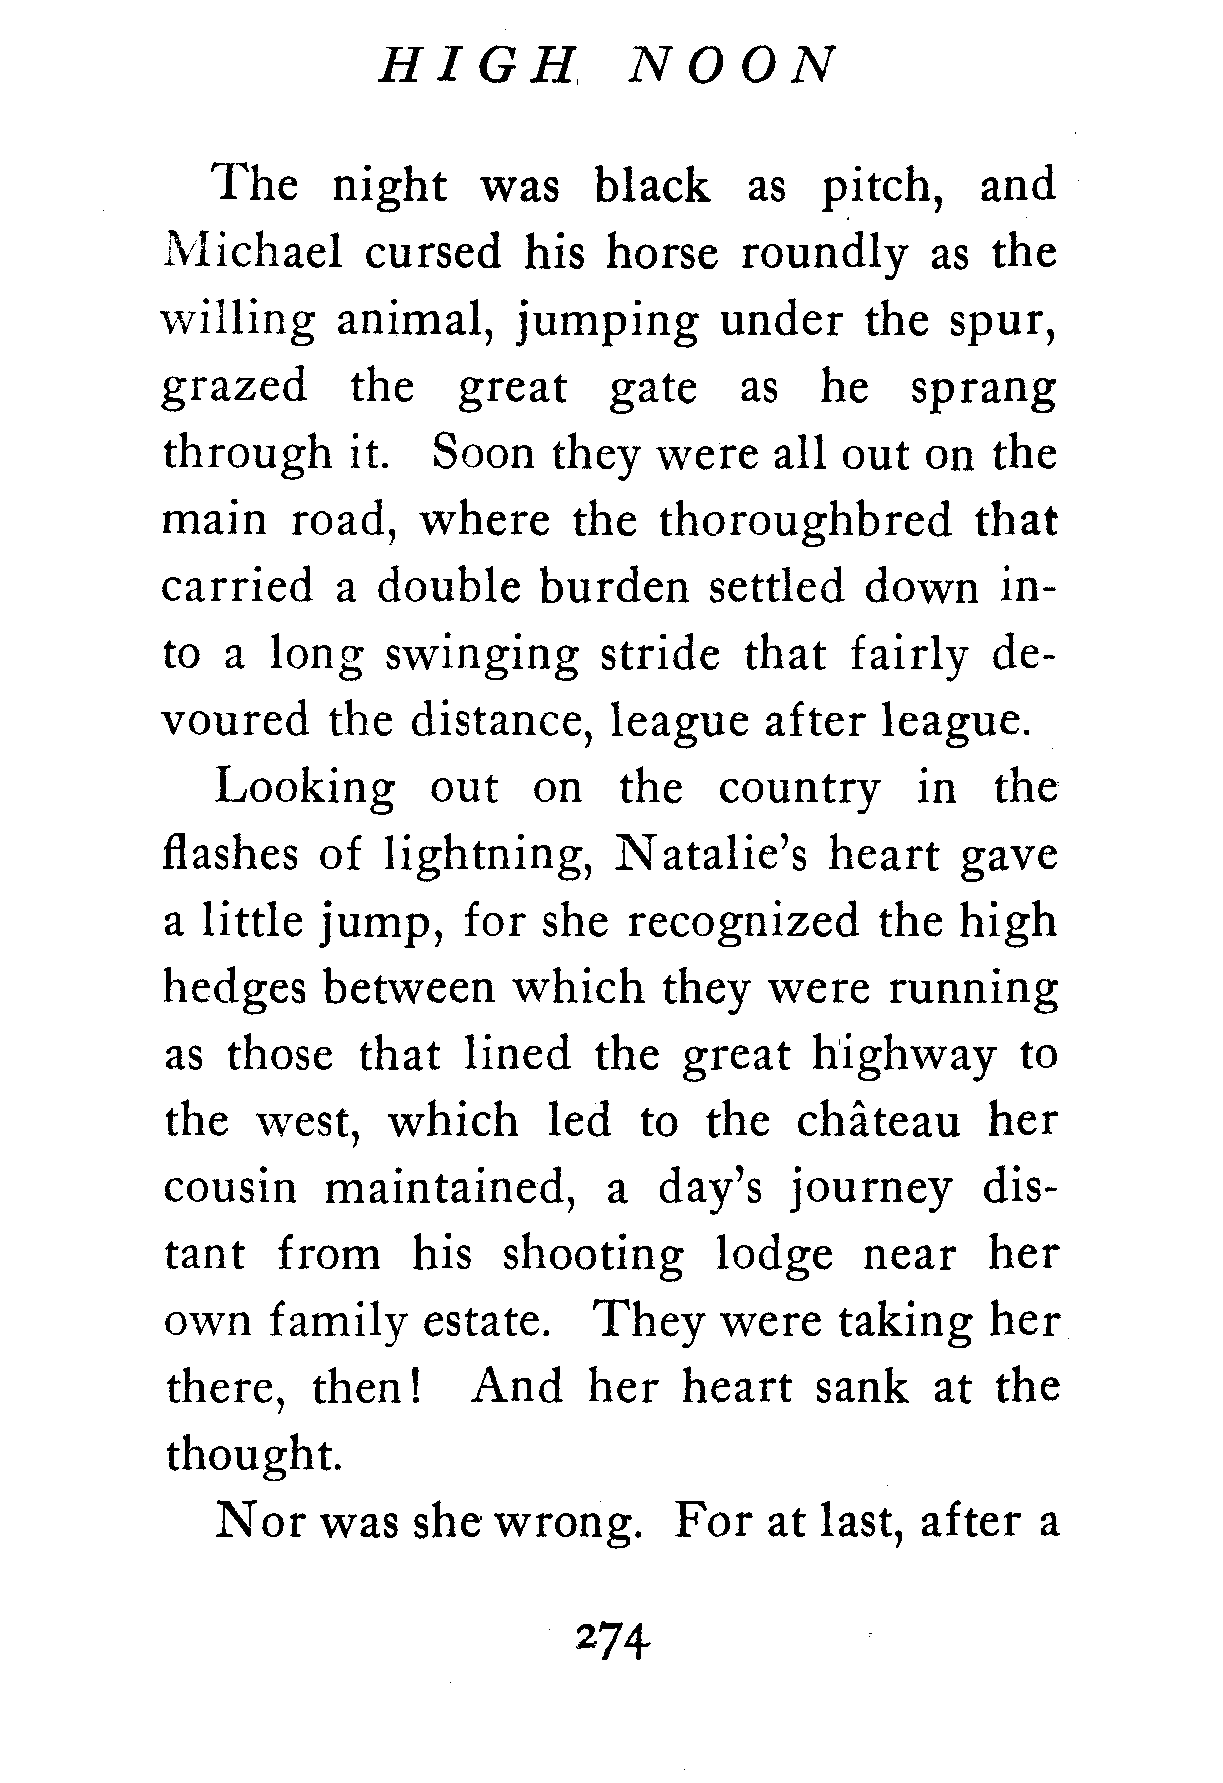 HIGH NOON
The night was black as pitch, and
Michael cursed his horse roundly as the
willing animal, jumping under the spur,
grazed the great gate as he sprang
through it. Soon they were all out on the
main road, where the thoroughbred that
carried a double burden settled down in-
to a long swinging stride that fairly de-
voured the distance, league after league.
Looking out on the country in the
flashes of lightning, Natalie's heart gave
a little jump, for she recognized the high
hedges between which they were running
as those that lined the great highway to
the west, which led to the château her
cousin maintained, a day's journey dis-
tant from his shooting lodge near her
own family estate. They were taking her
there, then! And her heart sank at the
thought.
Nor was she wrong. For at last, after a
274